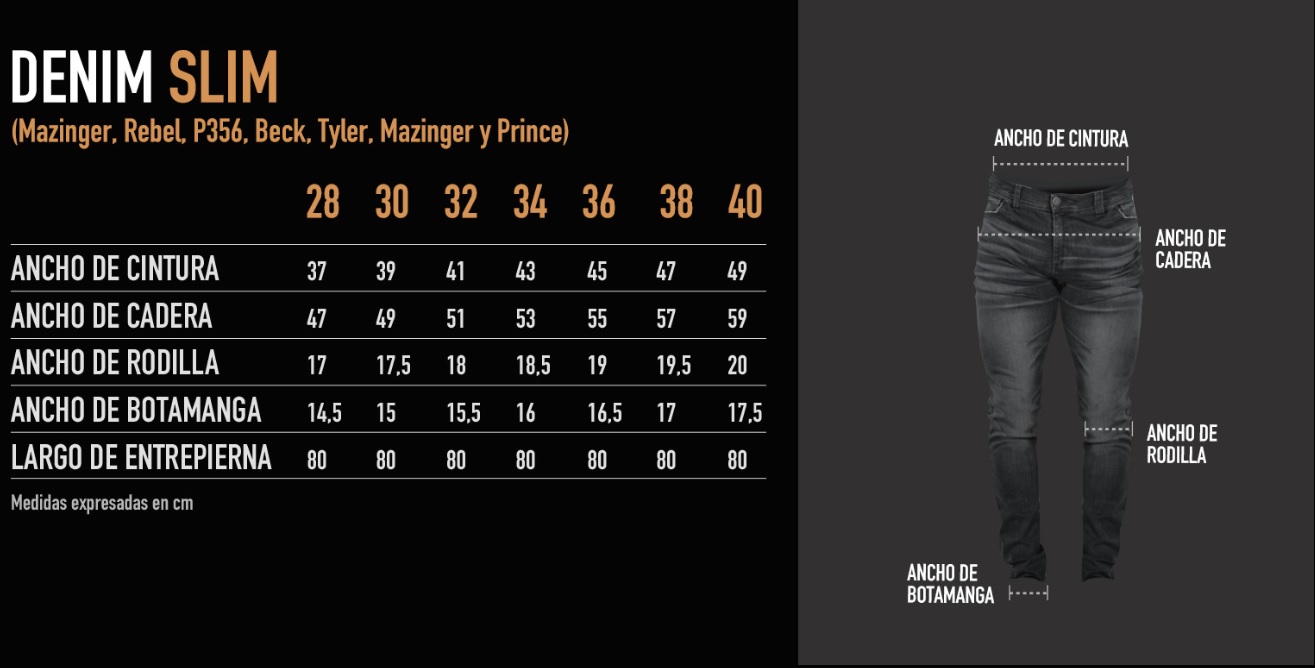 DENIM SLIM
(Mazinger, Rebel, P356, Beck, Tyler, Mazinger y Prince)
28 30 32 34 36 38 40
ANCHO DE CINTURA 37 39 41 43 45 47 49
ANCHO DE CADERA 47 49 51 53 55 57 59
ANCHO DE RODILLA 17 17,5 18 18,5 19 19,5 20
ANCHO DE BOTAMANGA 14,5 15 15,5 16 16,5 17 17,5
LARGO DE ENTREPIERNA 80 80 80 80 80 80 80
Medidas expresadas en cm
ANCHO DE CINTURA
ANCHO DE
CADERA
ANCHO DE
RODILLA
ANCHO DE
BOTAMANGA